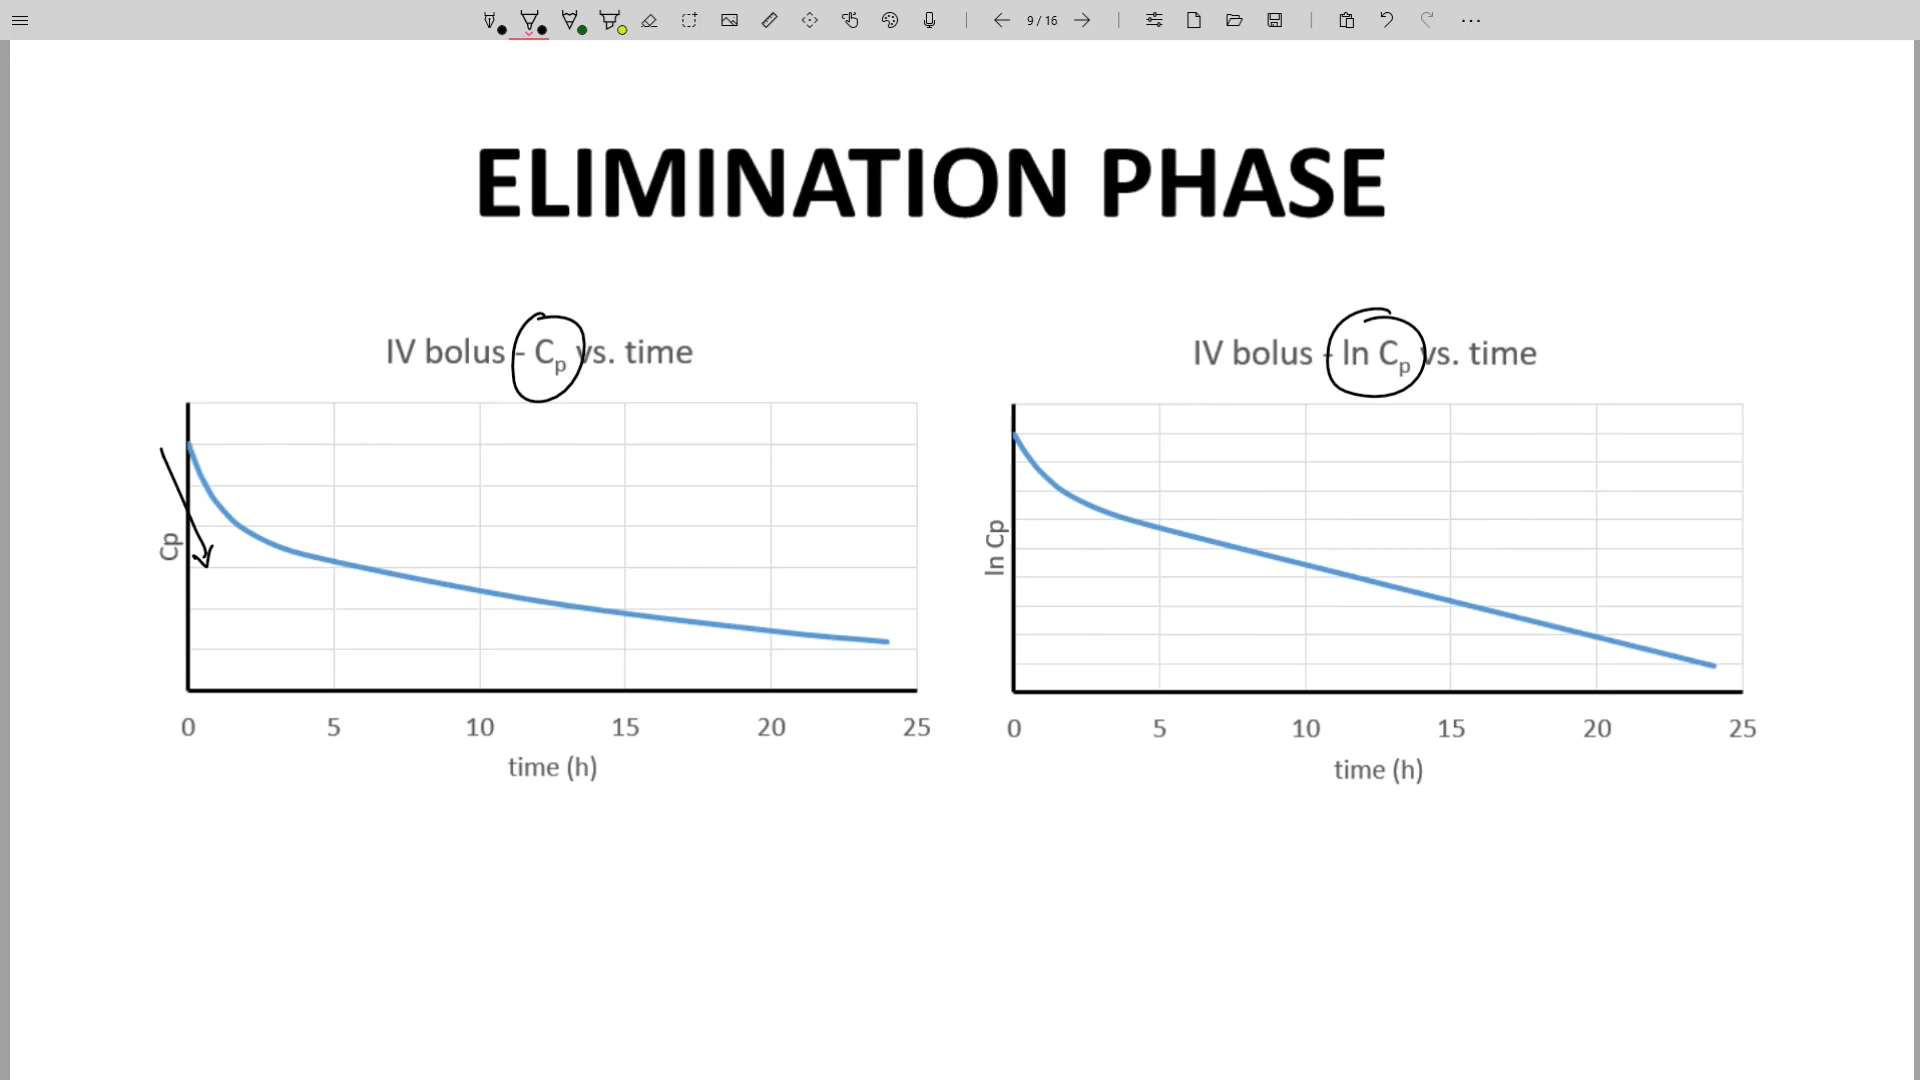 9 / 16
ELIMINATION PHASE
IV bolus - Cp vs. time
Cp
0 5 10 15 20 25
time (h)
IV bolus - ln Cp vs. time
ln Cp
0 5 10 15 20 25
time (h)